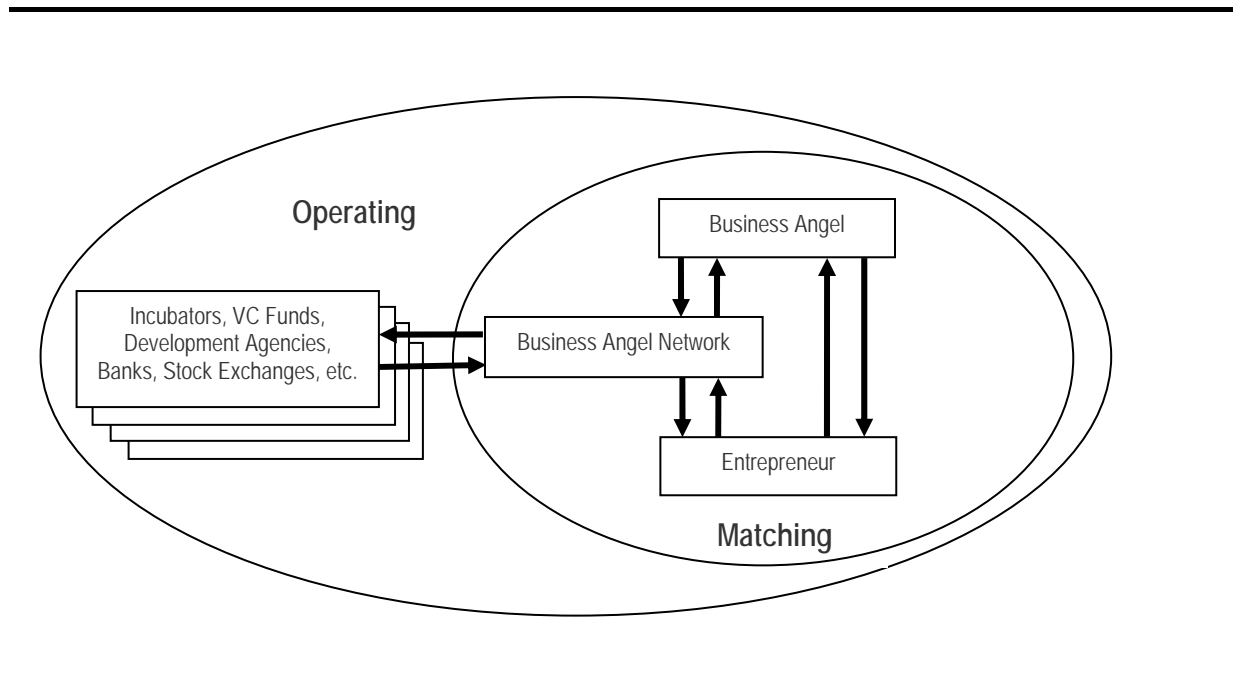 Operating
Business Angel
Incubators, VC Funds,
Development Agencies,
Banks, Stock Exchanges, etc.
Business Angel Network
Entrepreneur
Matching